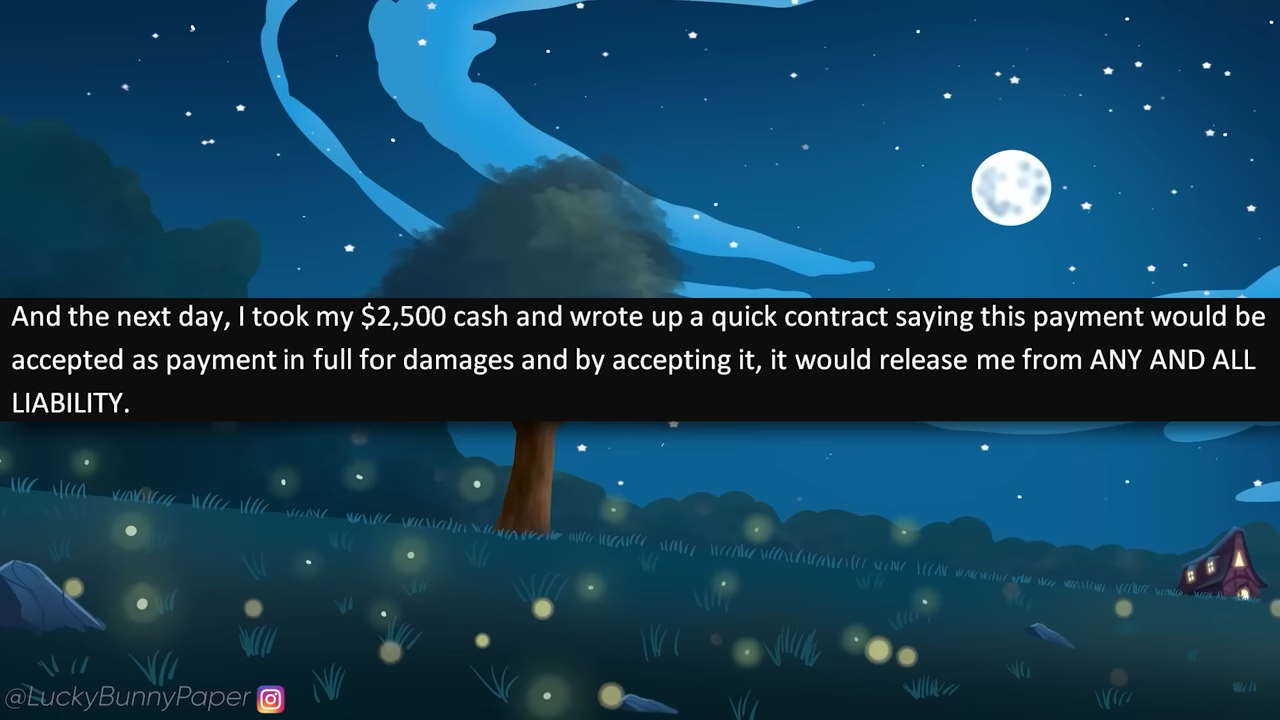 And the next day, I took my $2,500 cash and wrote up a quick contract saying this payment would be
accepted as payment in full for damages and by accepting it, it would release me from ANY AND ALL
LIABILITY.
@LuckyBunnyPaper